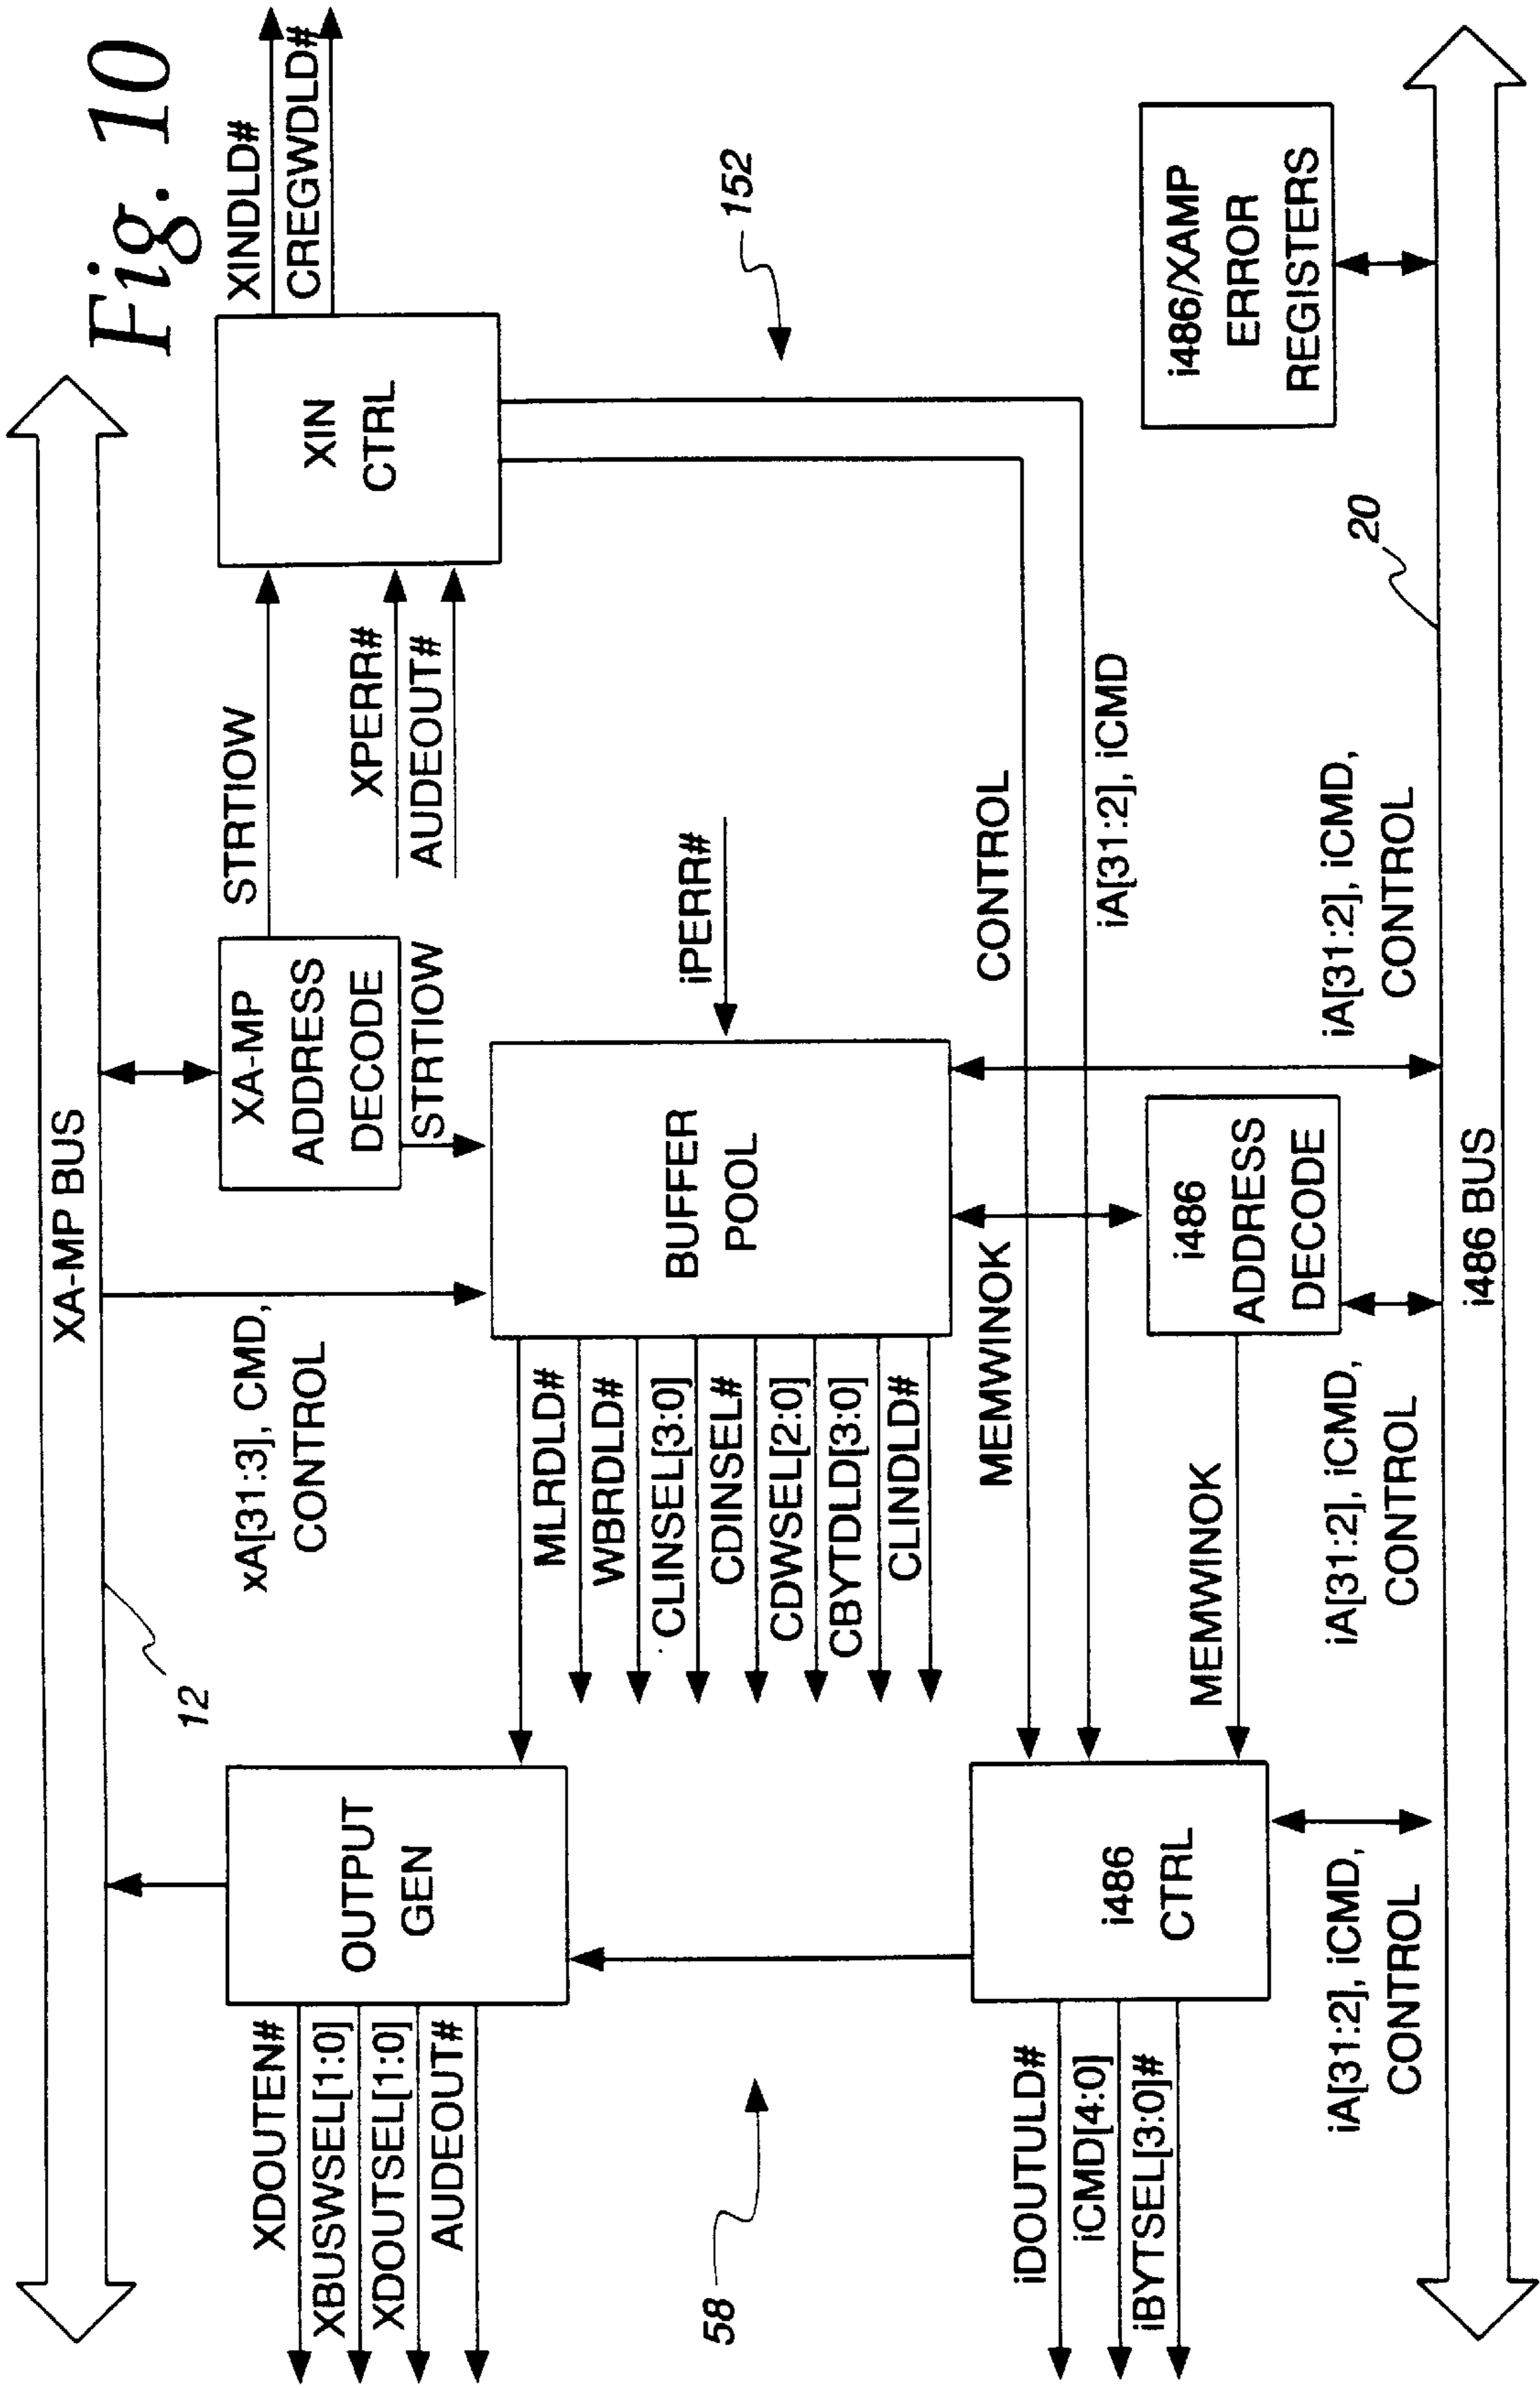 Fig. 10
XA-MP BUS
12
XDOUTEN#
XBUSWSEL[1:0]
XDOUTSEL[1:0]
AUDEOUT#
OUTPUT
GEN
xA[31:3], CMD,
CONTROL
XA-MP
ADDRESS
DECODE
STRTIOW
STRTIOW
XPERR#
AUDEOUT#
XIN
CTRL
XINDLD#
CREGWDLD#
MLRDLD#
WBRDLD#
CLINSEL[3:0]
CDINSEL#
CDWSEL[2:0]
CBYTDLD[3:0]
CLINDLD#
BUFFER
POOL
iPERR#
152
58
MEMWINOK
CONTROL
iA[31:2], iCMD
iDOUTULD#
iCMD[4:0]
iBYTSEL[3:0]#
i486
CTRL
MEMWINOK
i486
ADDRESS
DECODE
i486/XAMP
ERROR
REGISTERS
iA[31:2], iCMD,
CONTROL
iA[31:2], iCMD,
CONTROL
iA[31:2], iCMD,
CONTROL
20
i486 BUS